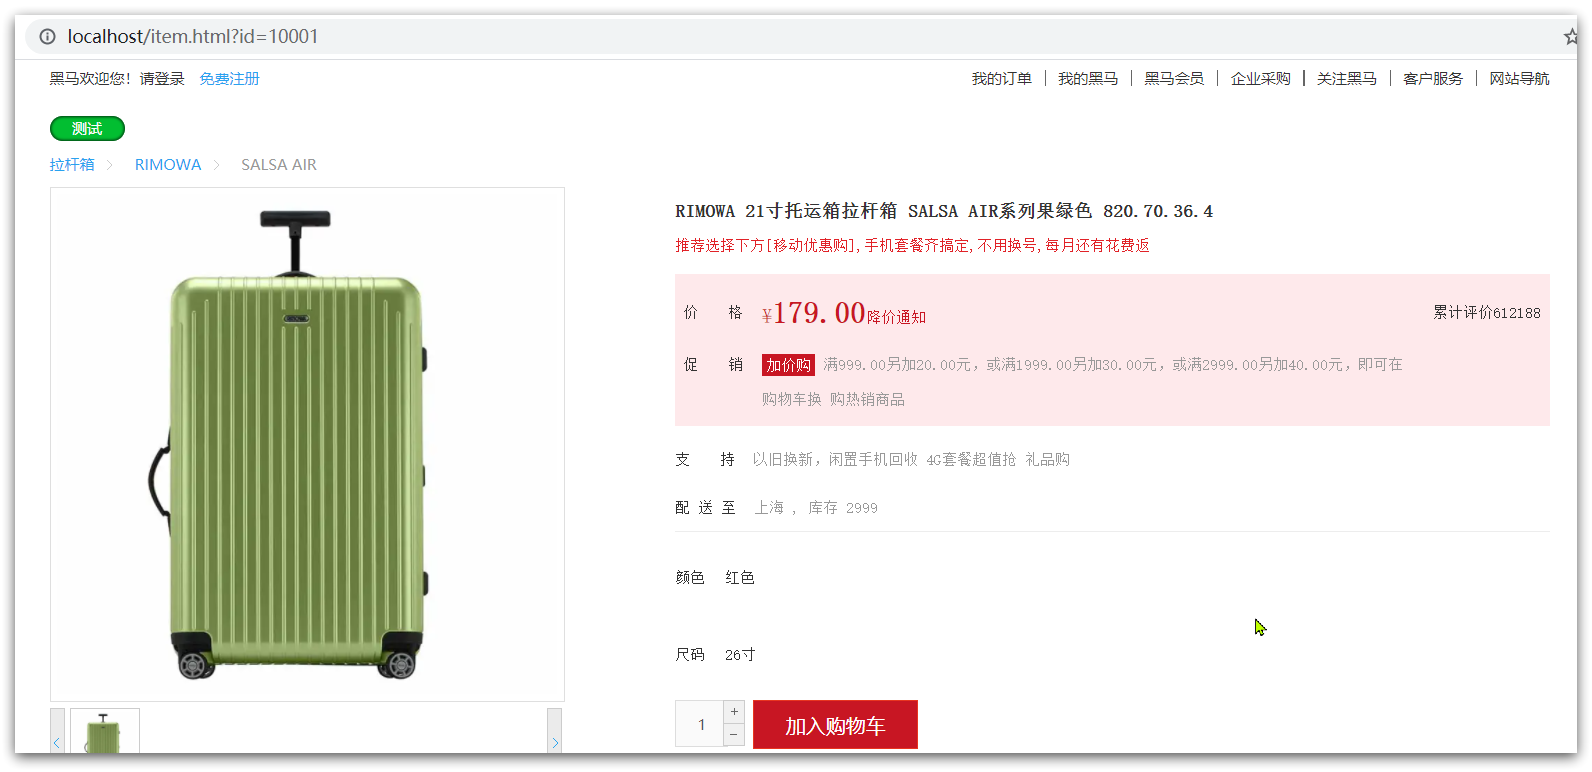 localhost/item.html?id=10001
黑马欢迎您！请登录 免费注册 我的订单 我的黑马 黑马会员 企业采购 关注黑马 客户服务 网站导航
测试
拉杆箱 RIMOWA SALSA AIR
RIMOWA 21寸托运箱拉杆箱 SALSA AIR系列果绿色 820.70.36.4
推荐选择下方[移动优惠购],手机套餐齐搞定,不用换号,每月还有花费返
价 格 ¥179.00降价通知 累计评价612188
促 销 加价购 满999.00另加20.00元，或满1999.00另加30.00元，或满2999.00另加40.00元，即可在
购物车换 购热销商品
支 持 以旧换新，闲置手机回收 4G套餐超值抢 礼品购
配 送 至 上海 , 库存 2999
颜色 红色
尺码 26寸
1 + - 加入购物车